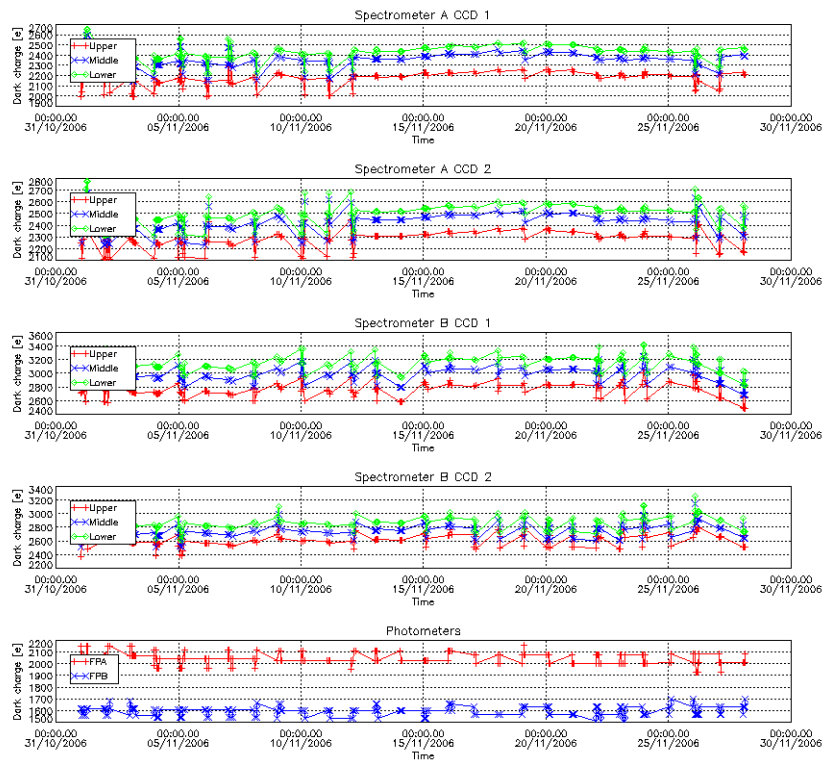 Spectrometer A CCD 1
Dark charge [e]
2700
2600
2500
2400
2300
2200
2100
2000
1900
Upper
Middle
Lower
00:00.00 00:00.00 00:00.00 00:00.00 00:00.00 00:00.00 00:00.00
31/10/2006 05/11/2006 10/11/2006 15/11/2006 20/11/2006 25/11/2006 30/11/2006
Time
Spectrometer A CCD 2
Dark charge [e]
2800
2700
2600
2500
2400
2300
2200
2100
Upper
Middle
Lower
00:00.00 00:00.00 00:00.00 00:00.00 00:00.00 00:00.00 00:00.00
31/10/2006 05/11/2006 10/11/2006 15/11/2006 20/11/2006 25/11/2006 30/11/2006
Time
Spectrometer B CCD 1
Dark charge [e]
3600
3400
3200
3000
2800
2600
2400
Upper
Middle
Lower
00:00.00 00:00.00 00:00.00 00:00.00 00:00.00 00:00.00 00:00.00
31/10/2006 05/11/2006 10/11/2006 15/11/2006 20/11/2006 25/11/2006 30/11/2006
Time
Spectrometer B CCD 2
Dark charge [e]
3400
3200
3000
2800
2600
2400
2200
Upper
Middle
Lower
00:00.00 00:00.00 00:00.00 00:00.00 00:00.00 00:00.00 00:00.00
31/10/2006 05/11/2006 10/11/2006 15/11/2006 20/11/2006 25/11/2006 30/11/2006
Time
Photometers
Dark charge [e]
2200
2100
2000
1900
1800
1700
1600
1500
FPA
FPB
00:00.00 00:00.00 00:00.00 00:00.00 00:00.00 00:00.00 00:00.00
31/10/2006 05/11/2006 10/11/2006 15/11/2006 20/11/2006 25/11/2006 30/11/2006
Time